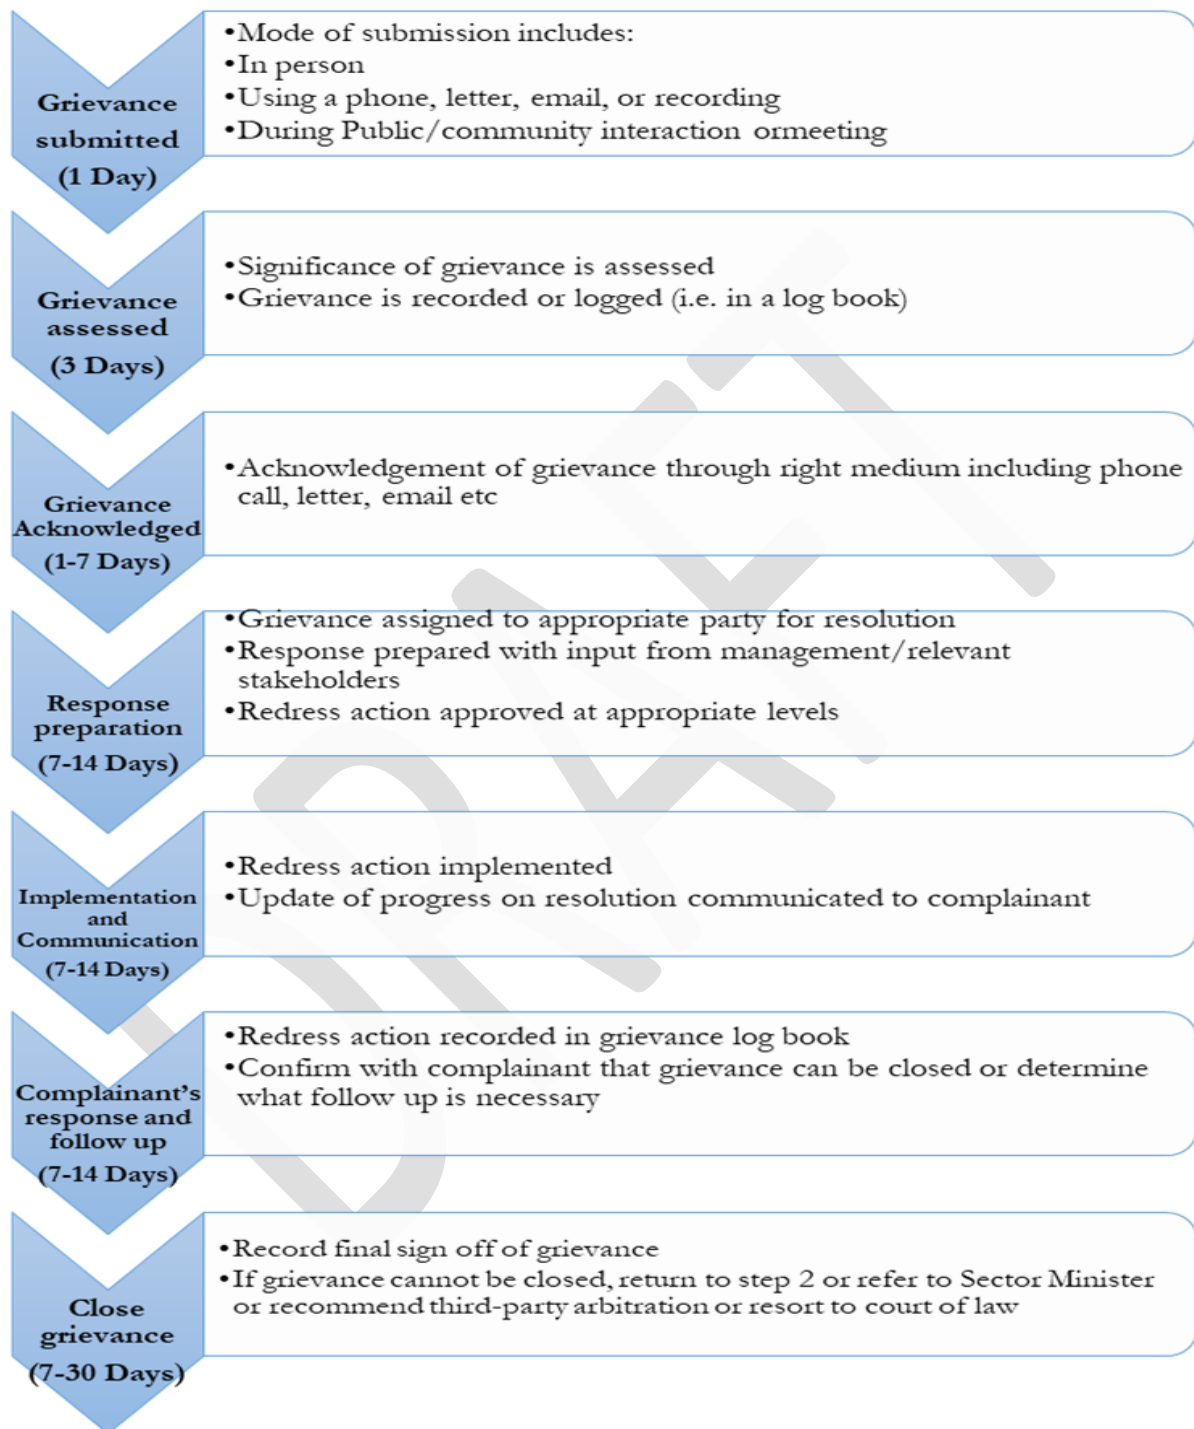 Grievance
submitted
(1 Day)
•Mode of submission includes:
•In person
•Using a phone, letter, email, or recording
•During Public/community interaction ormeeting
Grievance
assessed
(3 Days)
•Significance of grievance is assessed
•Grievance is recorded or logged (i.e. in a log book)
Grievance
Acknowledged
(1-7 Days)
•Acknowledgement of grievance through right medium including phone
call, letter, email etc
Response
preparation
(7-14 Days)
•Grievance assigned to appropriate party for resolution
•Response prepared with input from management/relevant
stakeholders
•Redress action approved at appropriate levels
Implementation
and
Communication
(7-14 Days)
•Redress action implemented
•Update of progress on resolution communicated to complainant
Complainant's
response and
follow up
(7-14 Days)
•Redress action recorded in grievance log book
•Confirm with complainant that grievance can be closed or determine
what follow up is necessary
Close
grievance
(7-30 Days)
•Record final sign off of grievance
•If grievance cannot be closed, return to step 2 or refer to Sector Minister
or recommend third-party arbitration or resort to court of law
DRAFT